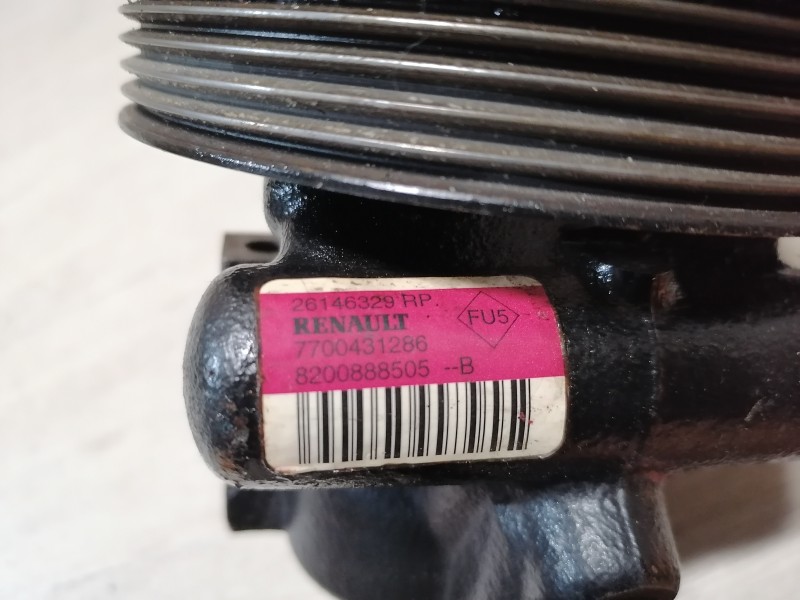 26146329 RP.
RENAULT
FU5
7700431286
8200888505 --B